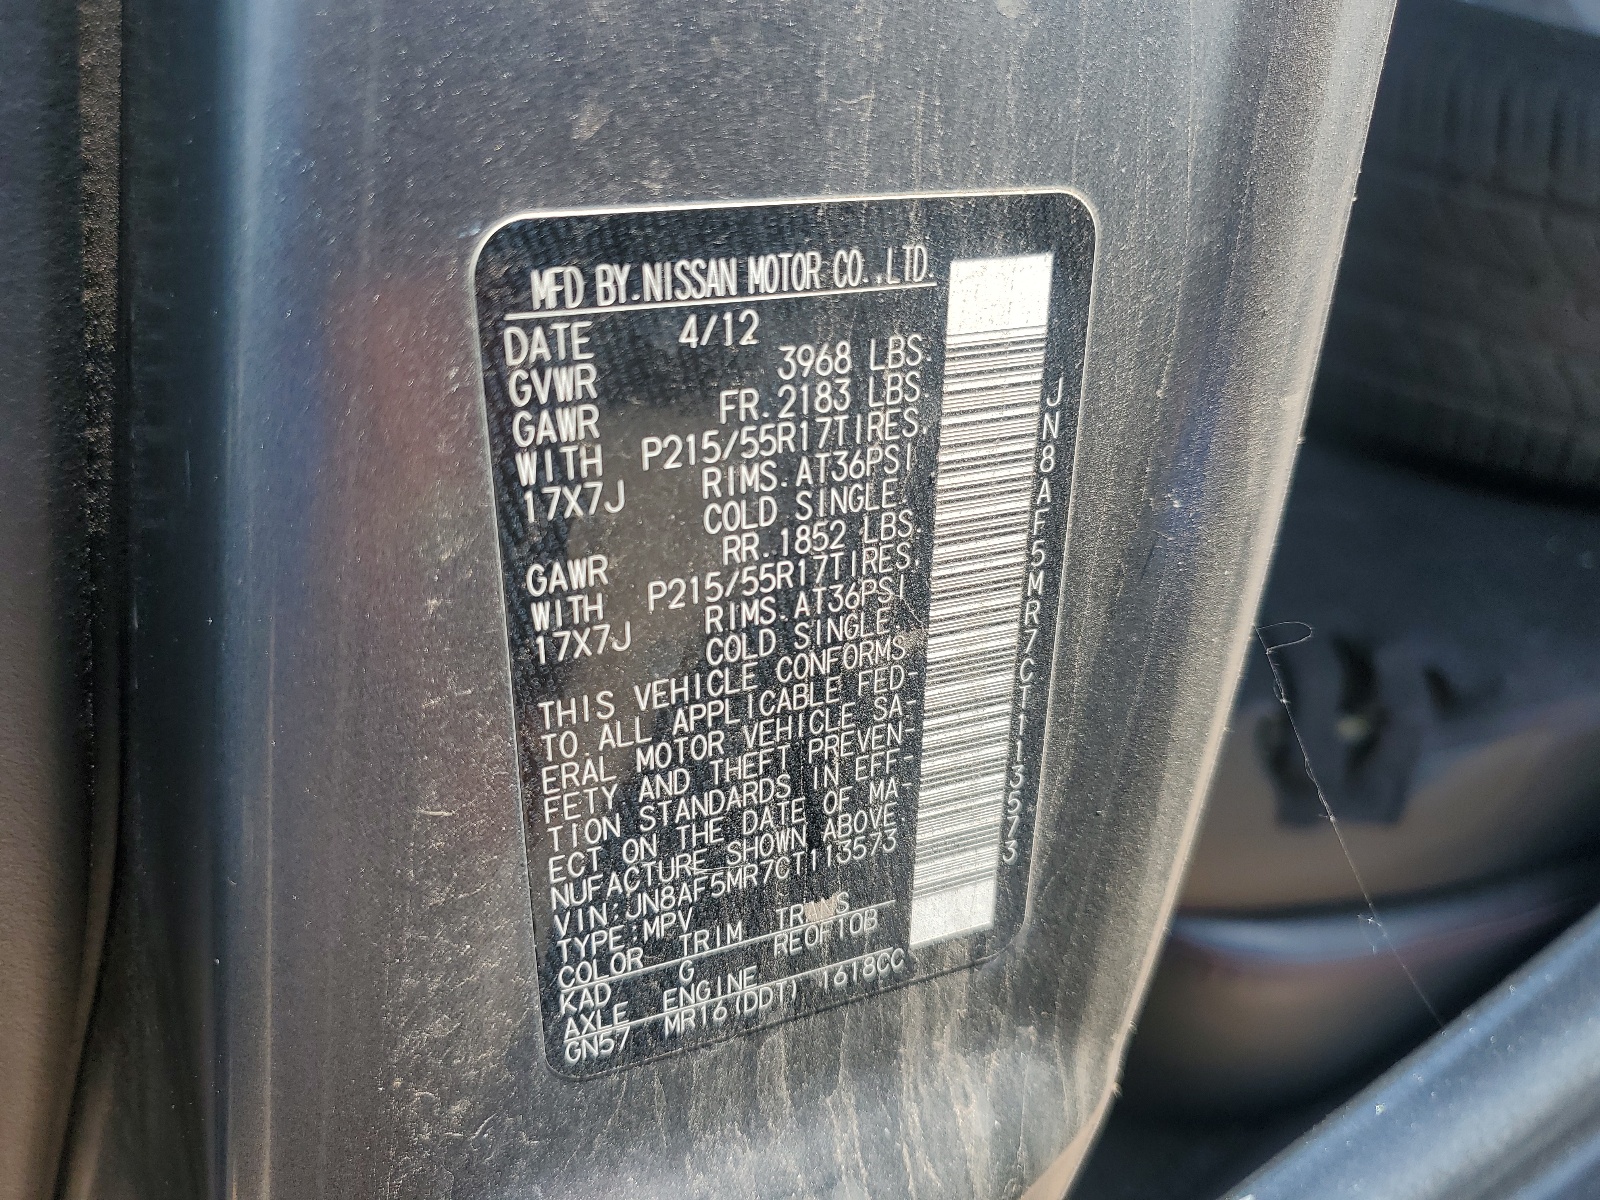 MFD BY.NISSAN MOTOR CO.,LTD.
DATE 4/12
GVWR 3968 LBS.
GAWR FR.2183 LBS.
WITH P215/55R17TIRES.
17X7J RIMS.AT36PSI
COLD SINGLE.
GAWR RR.1852 LBS.
WITH P215/55R17TIRES.
17X7J RIMS.AT36PSI
COLD SINGLE.
THIS VEHICLE CONFORMS
TO ALL APPLICABLE FED-
ERAL MOTOR VEHICLE SA-
FETY AND THEFT PREVEN-
TION STANDARDS IN EFF-
ECT ON THE DATE OF MA-
NUFACTURE SHOWN ABOVE
VIN:JN8AF5MR7CT113573
TYPE:MPV
COLOR TRIM TRANS
KAD G RE0F10B
AXLE ENGINE
GN57 MR16(DDT) 1618CC
JN8AF5MR7CT113573